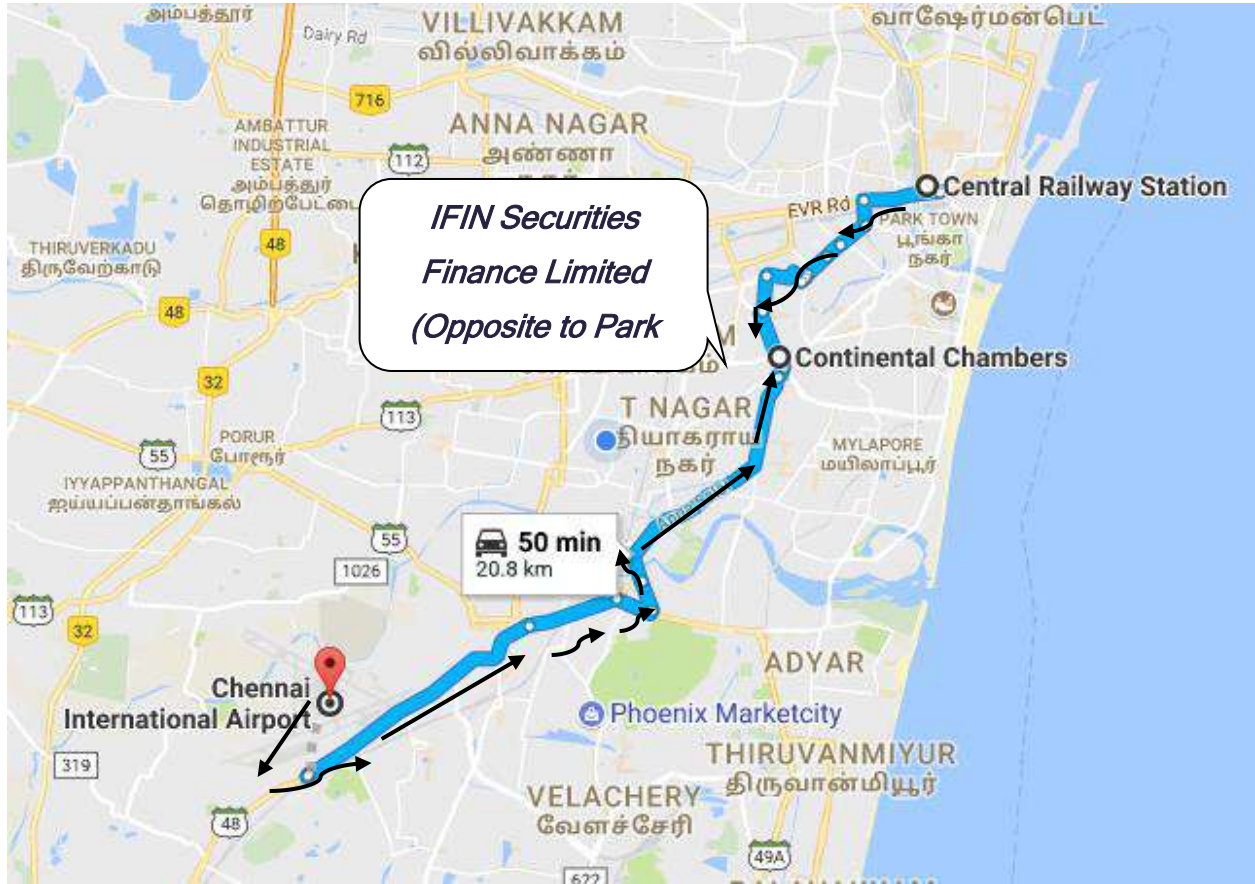 அம்பத்தூர்
Dairy Rd
VILLIVAKKAM
வில்லிவாக்கம்
வாஷேர்மன்பெட்
716
AMBATTUR
INDUSTRIAL
ESTATE
அம்பத்தூர்
தொழிற்பேட்டை
ANNA NAGAR
அண்ணா
112
IFIN Securities
Finance Limited
(Opposite to Park
EVR Rd
Central Railway Station
PARK TOWN
பூங்கா
நகர்
THIRUVERKADU
திருவேற்காடு
48
48
Continental Chambers
32
113
T NAGAR
தியாகராய
நகர்
MYLAPORE
மயிலாப்பூர்
PORUR
போரூர்
55
IYYAPPANTHANGAL
ஐய்யப்பன்தாங்கல்
50 min
20.8 km
55
1026
113
32
ADYAR
Chennai
International Airport
Phoenix Marketcity
319
THIRUVANMIYUR
திருவான்மியூர்
VELACHERY
வேளச்சேரி
48
49A